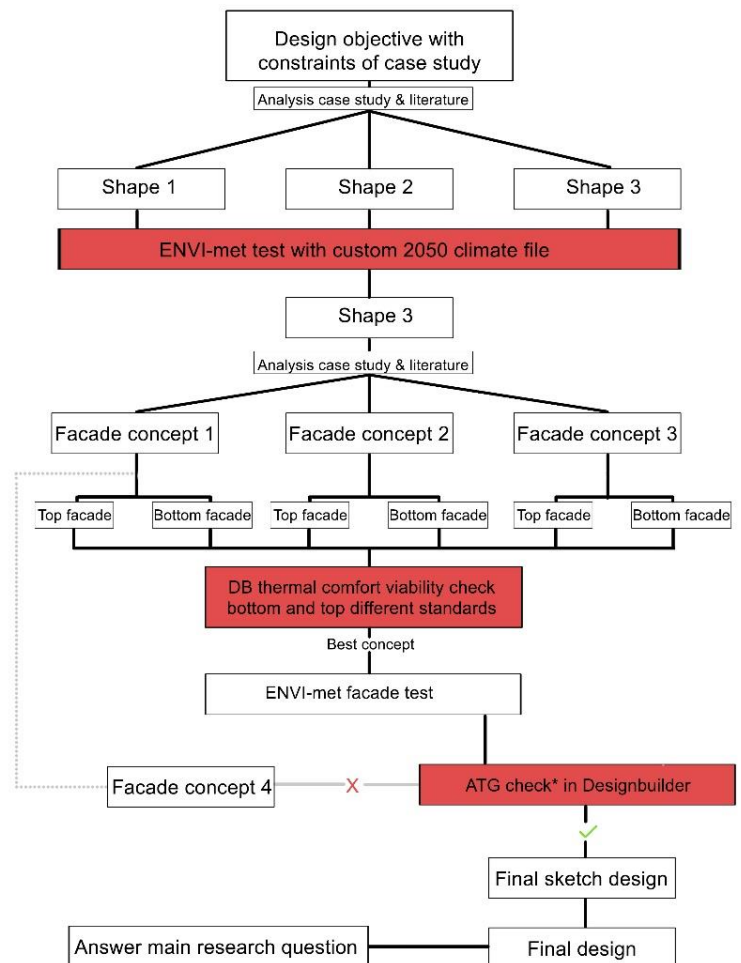 Design objective with
constraints of case study
Analysis case study & literature
Shape 1
Shape 2
Shape 3
ENVI-met test with custom 2050 climate file
Shape 3
Analysis case study & literature
Facade concept 1
Facade concept 2
Facade concept 3
Top facade
Bottom facade
Top facade
Bottom facade
Top facade
Bottom facade
DB thermal comfort viability check
bottom and top different standards
Best concept
ENVI-met facade test
Facade concept 4
X
ATG check* in Designbuilder
Final sketch design
Answer main research question
Final design